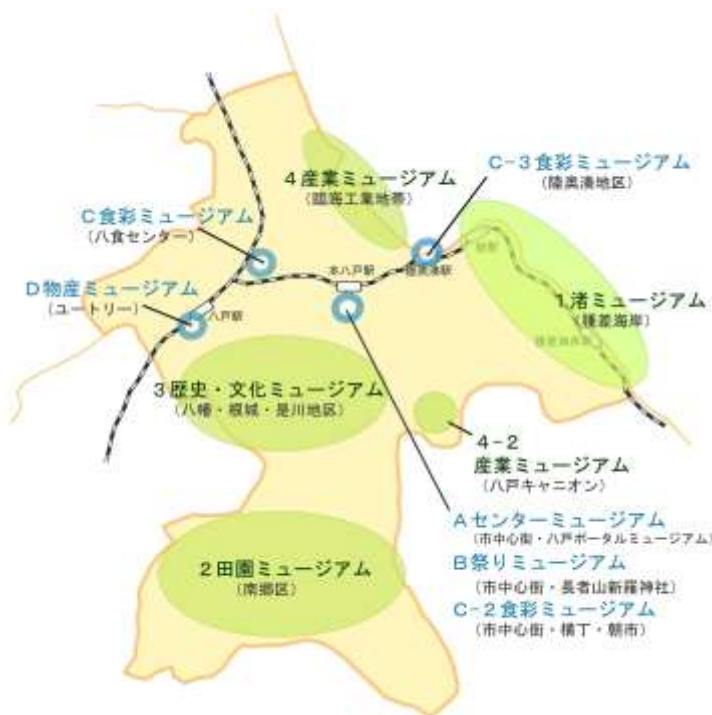 4産業ミュージアム
(臨海工業地帯)
C-3食彩ミュージアム
(陸奥湊地区)
C食彩ミュージアム
(八食センター)
本八戸駅
陸奥湊駅
鮫駅
D物産ミュージアム
(ユートリー)
八戸駅
1渚ミュージアム
(種差海岸)
種差海岸駅
3歴史・文化ミュージアム
(八幡・根城・是川地区)
4-2
産業ミュージアム
(八戸キャニオン)
Aセンターミュージアム
(市中心街・八戸ポータルミュージアム)
B祭りミュージアム
(市中心街・長者山新羅神社)
C-2食彩ミュージアム
(市中心街・横丁・朝市)
2田園ミュージアム
(南郷区)